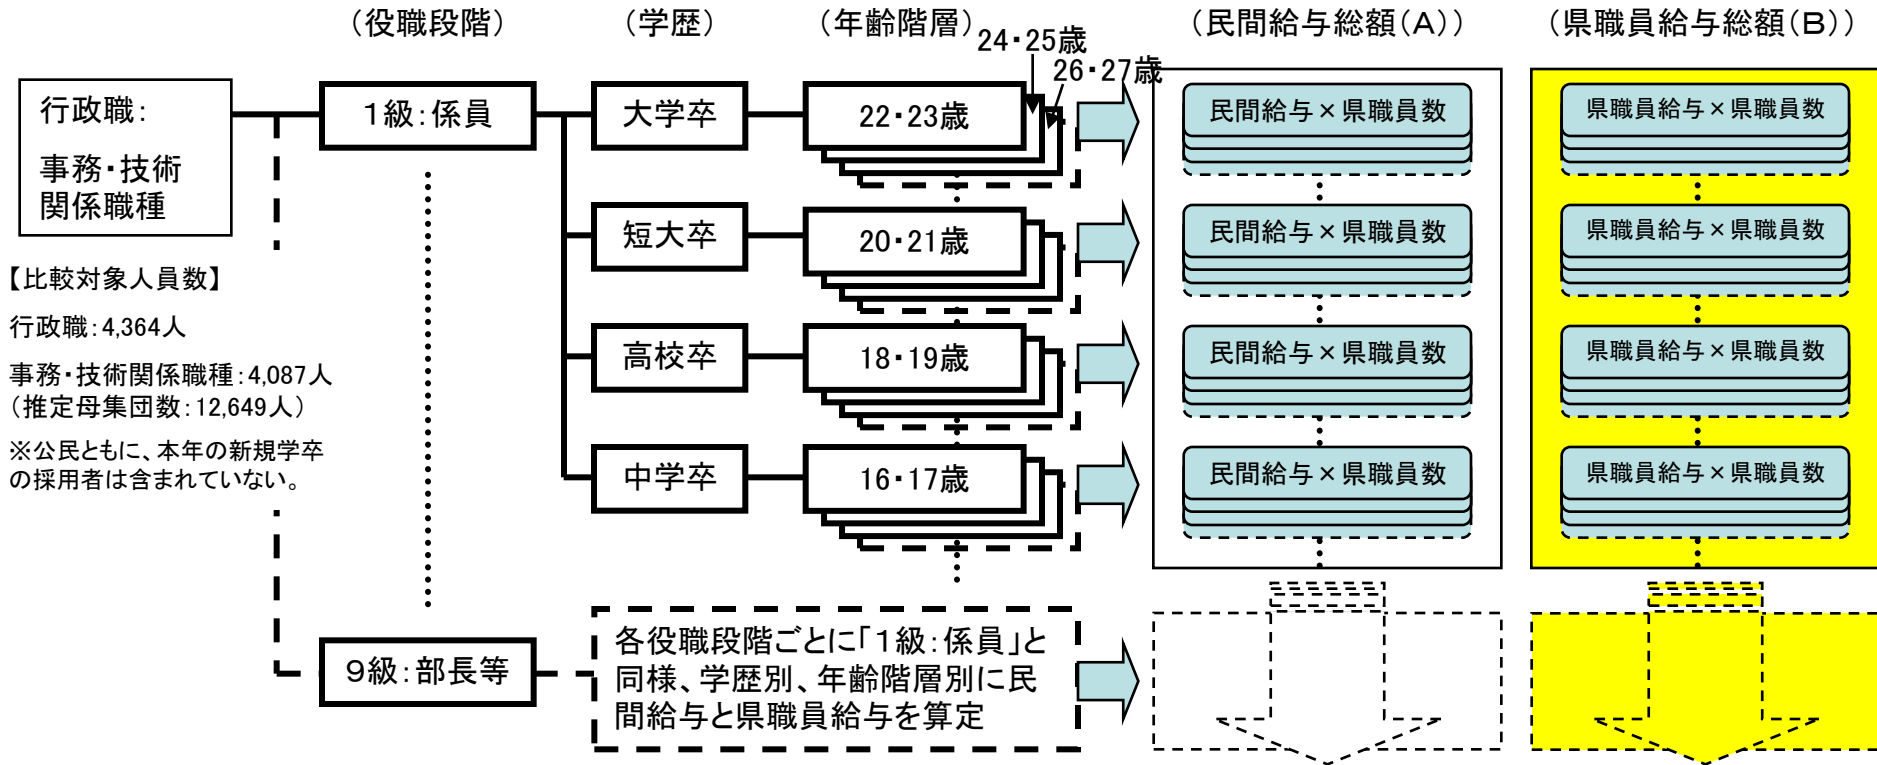 （役職段階）
（学歴）
（年齢階層）
（民間給与総額（A））
（県職員給与総額（B））
24・25歳
26・27歳
行政職：
事務・技術
関係職種
１級：係員
大学卒
22・23歳
民間給与×県職員数
県職員給与×県職員数
短大卒
20・21歳
民間給与×県職員数
県職員給与×県職員数
【比較対象人員数】
行政職：4,364人
事務・技術関係職種：4,087人
（推定母集団数：12,649人）
※公民ともに、本年の新規学卒
の採用者は含まれていない。
高校卒
18・19歳
民間給与×県職員数
県職員給与×県職員数
中学卒
16・17歳
民間給与×県職員数
県職員給与×県職員数
９級：部長等
各役職段階ごとに「１級：係員」と
同様、学歴別、年齢階層別に民
間給与と県職員給与を算定